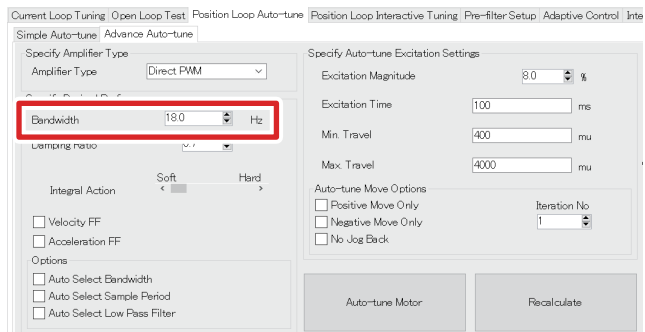 Current Loop Tuning Open Loop Test Position Loop Auto-tune Position Loop Interactive Tuning Pre-filter Setup Adaptive Control
Simple Auto-tune Advance Auto-tune
Specify Amplifier Type
Amplifier Type Direct PWM
Bandwidth 18.0 Hz
Damping Ratio 0.7
Soft Hard
Integral Action
Velocity FF
Acceleration FF
Options
Auto Select Bandwidth
Auto Select Sample Period
Auto Select Low Pass Filter
Specify Auto-tune Excitation Settings
Excitation Magnitude 8.0 %
Excitation Time 100 ms
Min. Travel 400 mu
Max. Travel 4000 mu
Auto-tune Move Options
Positive Move Only
Negative Move Only
No Jog Back
Iteration No
1
Auto-tune Motor
Recalculate